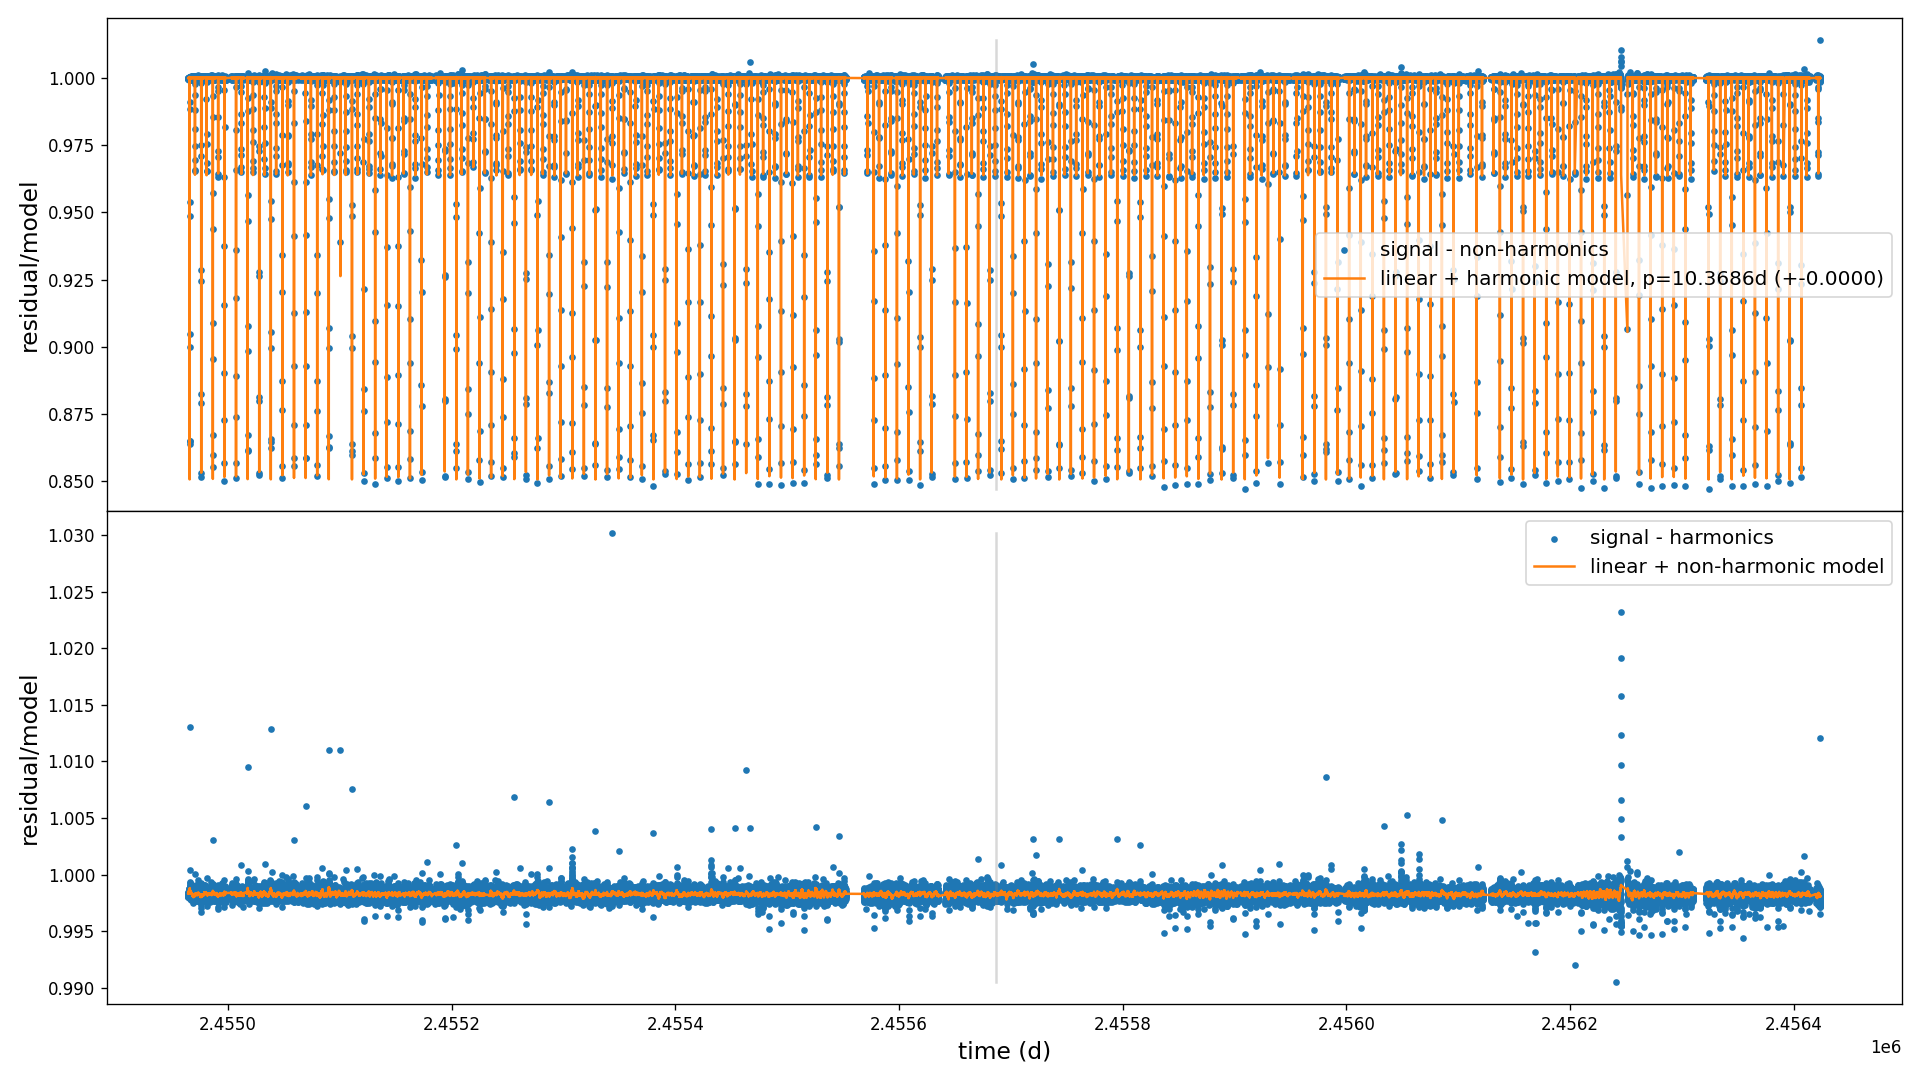 1.000
0.975
0.950
0.925
0.900
0.875
0.850
residual/model
signal - non-harmonics
linear + harmonic model, p=10.3686d (+-0.0000)
1.030
1.025
1.020
1.015
1.010
1.005
1.000
0.995
0.990
residual/model
signal - harmonics
linear + non-harmonic model
2.4550 2.4552 2.4554 2.4556 2.4558 2.4560 2.4562 2.4564
time (d)
1e6